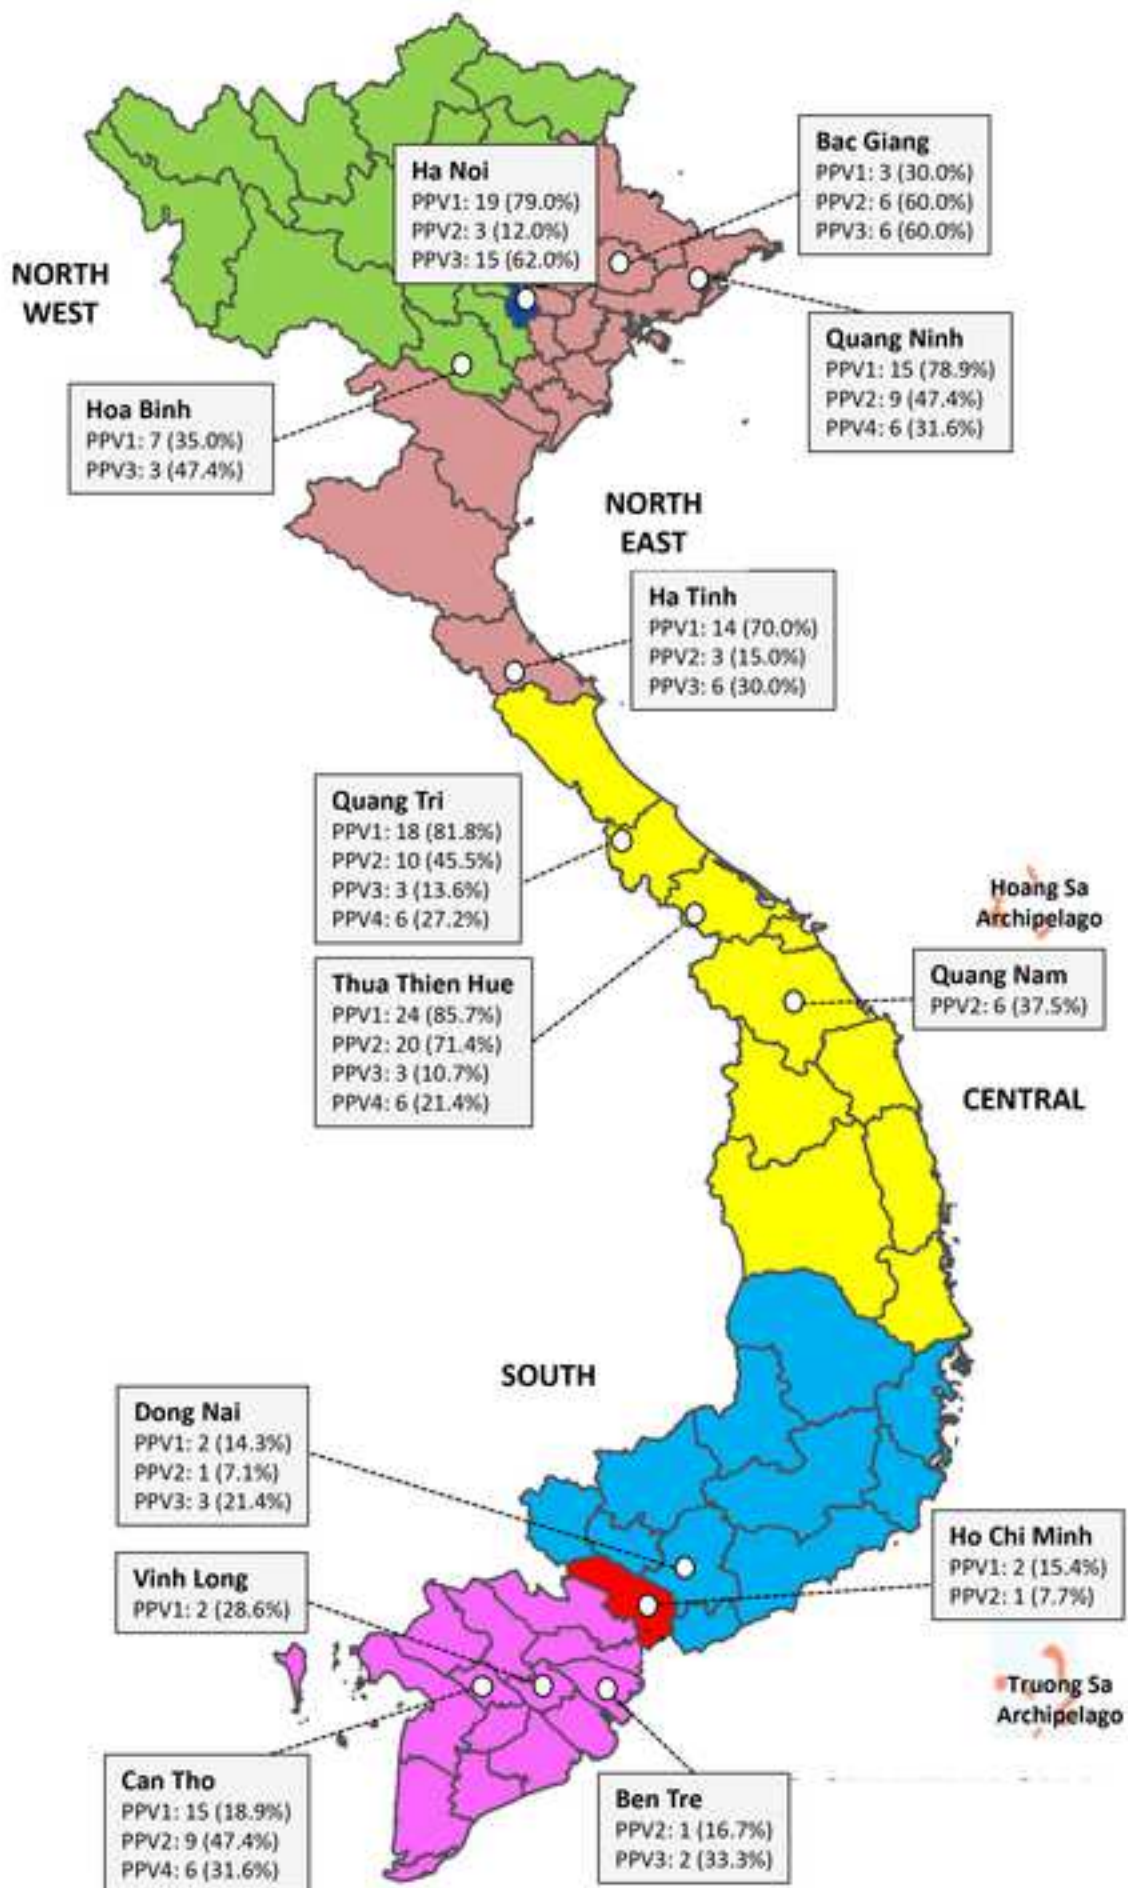 Ha Noi
PPV1: 19 (79.0%)
PPV2: 3 (12.0%)
PPV3: 15 (62.0%)
Bac Giang
PPV1: 3 (30.0%)
PPV2: 6 (60.0%)
PPV3: 6 (60.0%)
NORTH
WEST
Quang Ninh
PPV1: 15 (78.9%)
PPV2: 9 (47.4%)
PPV4: 6 (31.6%)
Hoa Binh
PPV1: 7 (35.0%)
PPV3: 3 (47.4%)
NORTH
EAST
Ha Tinh
PPV1: 14 (70.0%)
PPV2: 3 (15.0%)
PPV3: 6 (30.0%)
Quang Tri
PPV1: 18 (81.8%)
PPV2: 10 (45.5%)
PPV3: 3 (13.6%)
PPV4: 6 (27.2%)
Hoang Sa
Archipelago
Thua Thien Hue
PPV1: 24 (85.7%)
PPV2: 20 (71.4%)
PPV3: 3 (10.7%)
PPV4: 6 (21.4%)
Quang Nam
PPV2: 6 (37.5%)
CENTRAL
SOUTH
Dong Nai
PPV1: 2 (14.3%)
PPV2: 1 (7.1%)
PPV3: 3 (21.4%)
Ho Chi Minh
PPV1: 2 (15.4%)
PPV2: 1 (7.7%)
Vinh Long
PPV1: 2 (28.6%)
Truong Sa
Archipelago
Can Tho
PPV1: 15 (18.9%)
PPV2: 9 (47.4%)
PPV4: 6 (31.6%)
Ben Tre
PPV2: 1 (16.7%)
PPV3: 2 (33.3%)